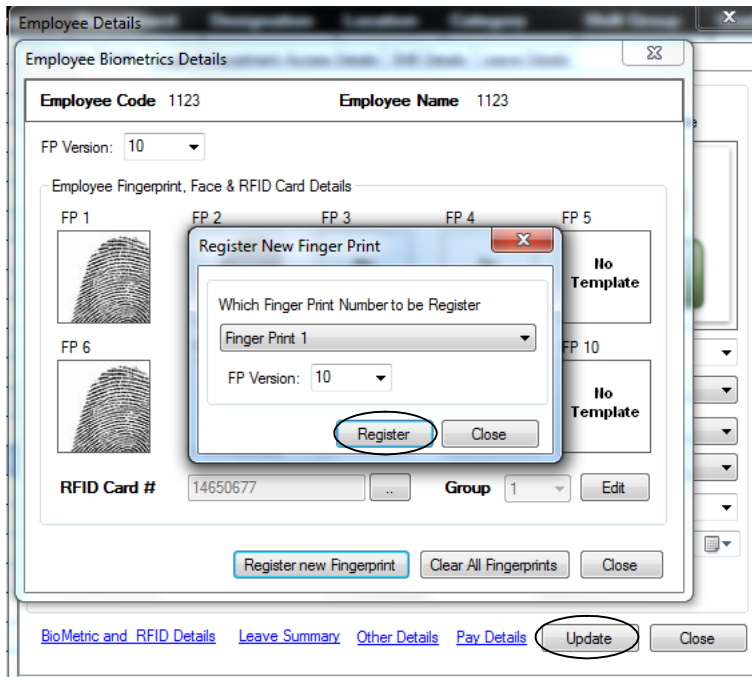 Employee Details
Employee Biometrics Details
Employee Code 1123 Employee Name 1123
FP Version: 10
Employee Fingerprint, Face & RFID Card Details
FP 1 FP 2 FP 3 FP 4 FP 5
Register New Finger Print
No
Template
Which Finger Print Number to be Register
Finger Print 1
FP 6 FP 10
FP Version: 10
No
Template
Register Close
RFID Card # 14650677 .. Group 1 Edit
Register new Fingerprint Clear All Fingerprints Close
BioMetric and RFID Details Leave Summary Other Details Pay Details Update Close